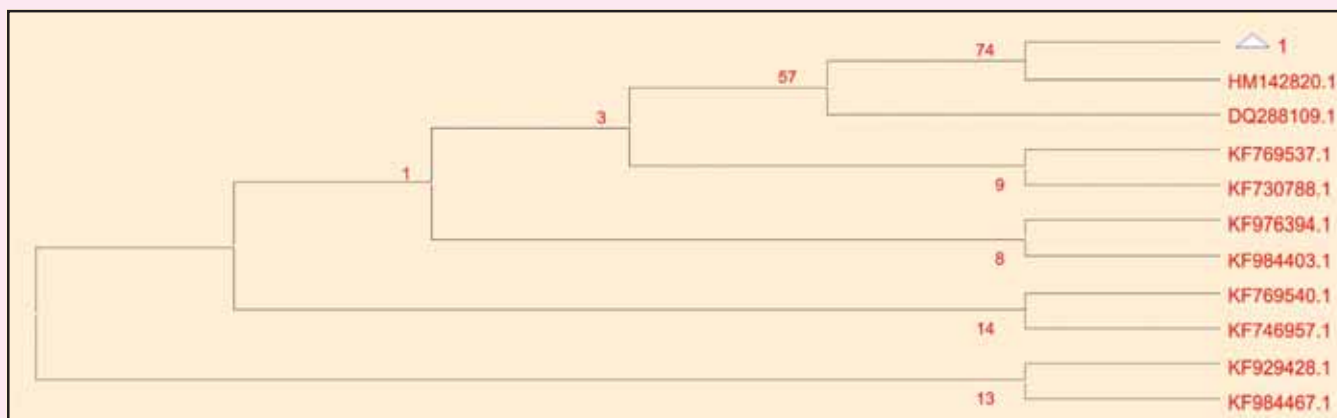 74
1
HM142820.1
57
DQ288109.1
3
KF769537.1
9
KF730788.1
1
KF976394.1
8
KF984403.1
KF769540.1
14
KF746957.1
KF929428.1
13
KF984467.1